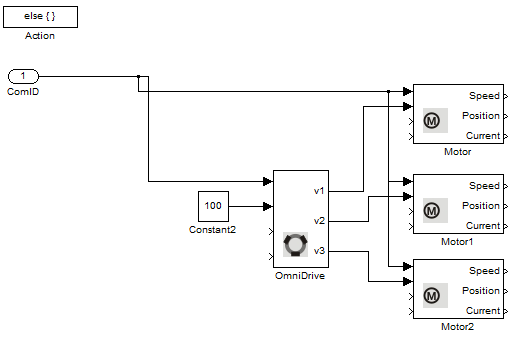 else { }
Action
1
ComID
Speed
Position
Current
M
Motor
100
Constant2
v1
v2
v3
OmniDrive
Speed
Position
Current
M
Motor1
Speed
Position
Current
M
Motor2